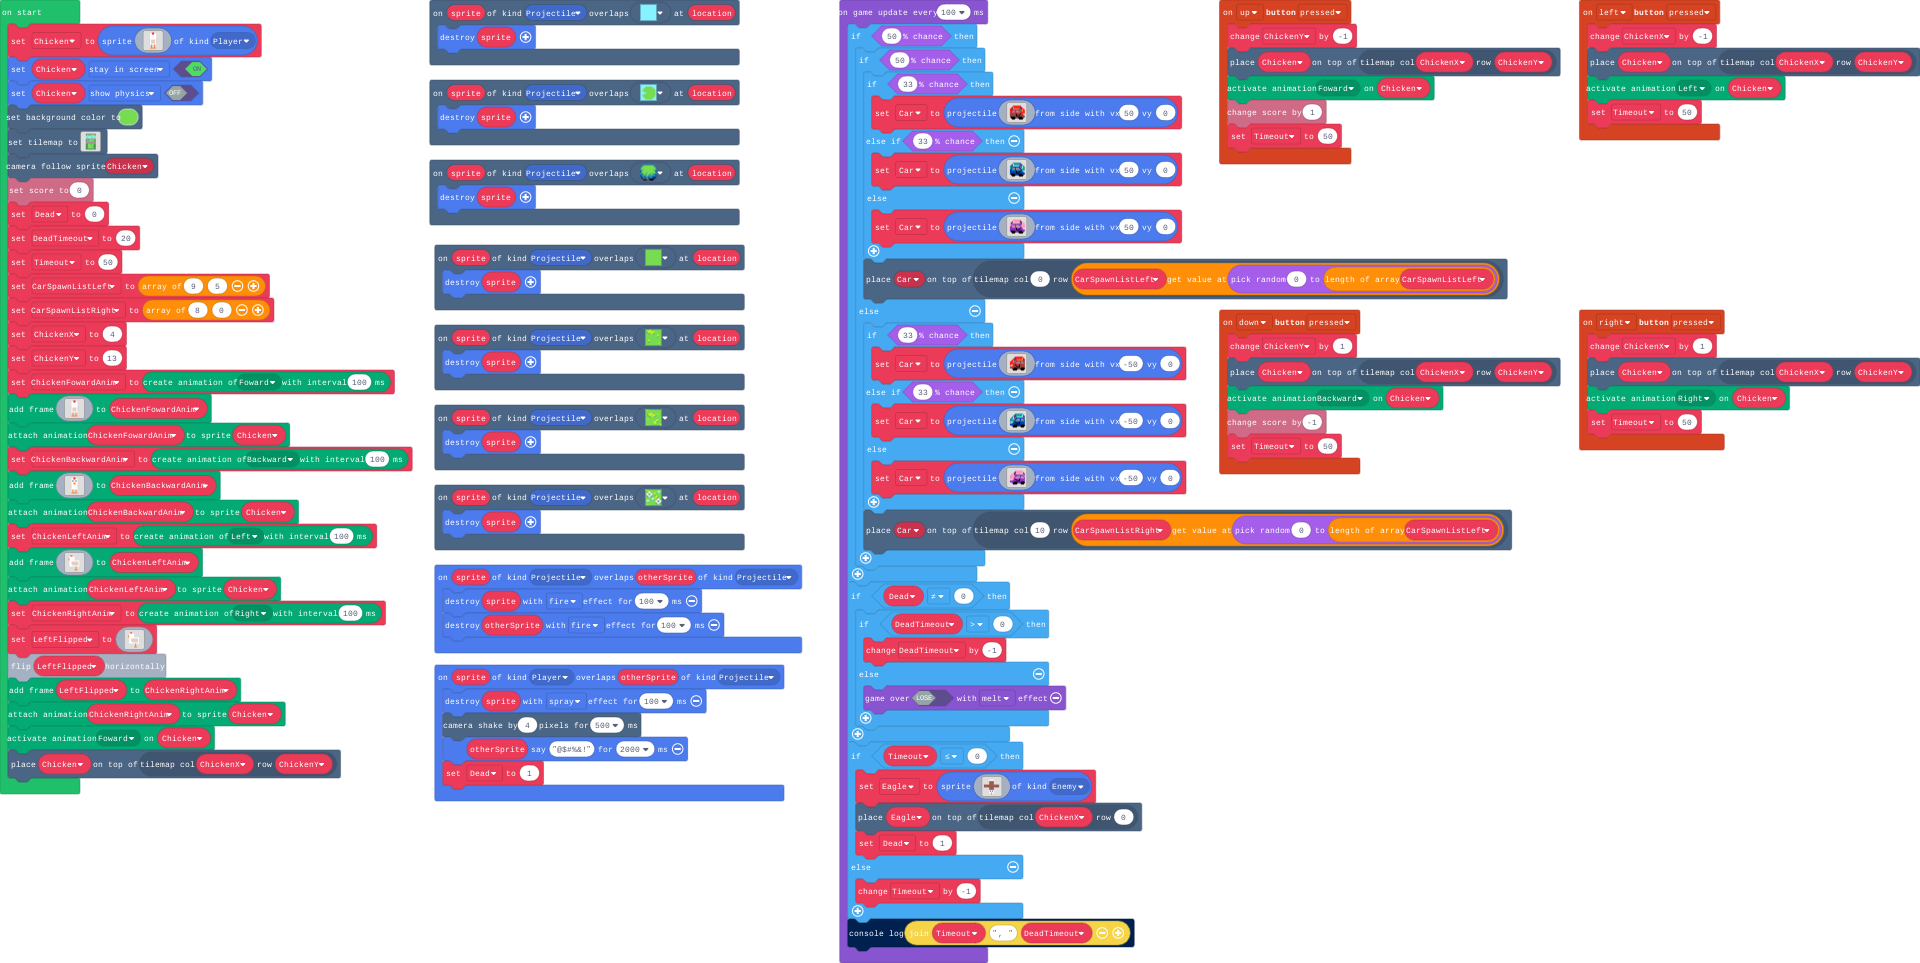 on start
set Chicken to sprite of kind Player
set Chicken stay in screen ON
set Chicken show physics OFF
set background color to
set tilemap to
camera follow sprite Chicken
set score to 0
set Dead to 0
set DeadTimeout to 20
set Timeout to 50
set CarSpawnListLeft to array of 9 5
set CarSpawnListRight to array of 8 0
set ChickenX to 4
set ChickenY to 13
set ChickenFowardAnim to create animation of Foward with interval 100 ms
add frame to ChickenFowardAnim
attach animation ChickenFowardAnim to sprite Chicken
set ChickenBackwardAnim to create animation of Backward with interval 100 ms
add frame to ChickenBackwardAnim
attach animation ChickenBackwardAnim to sprite Chicken
set ChickenLeftAnim to create animation of Left with interval 100 ms
add frame to ChickenLeftAnim
attach animation ChickenLeftAnim to sprite Chicken
set ChickenRightAnim to create animation of Right with interval 100 ms
set LeftFlipped to
flip LeftFlipped horizontally
add frame LeftFlipped to ChickenRightAnim
attach animation ChickenRightAnim to sprite Chicken
activate animation Foward on Chicken
place Chicken on top of tilemap col ChickenX row ChickenY
on sprite of kind Projectile overlaps at location
destroy sprite
on sprite of kind Projectile overlaps at location
destroy sprite
on sprite of kind Projectile overlaps at location
destroy sprite
on sprite of kind Projectile overlaps at location
destroy sprite
on sprite of kind Projectile overlaps at location
destroy sprite
on sprite of kind Projectile overlaps at location
destroy sprite
on sprite of kind Projectile overlaps at location
destroy sprite
on sprite of kind Projectile overlaps otherSprite of kind Projectile
destroy sprite with fire effect for 100 ms
destroy otherSprite with fire effect for 100 ms
on sprite of kind Player overlaps otherSprite of kind Projectile
destroy sprite with spray effect for 100 ms
camera shake by 4 pixels for 500 ms
otherSprite say "@$#%&!" for 2000 ms
set Dead to 1
on game update every 100 ms
if 50 % chance then
if 50 % chance then
if 33 % chance then
set Car to projectile from side with vx 50 vy 0
else if 33 % chance then
set Car to projectile from side with vx 50 vy 0
else
set Car to projectile from side with vx 50 vy 0
place Car on top of tilemap col 0 row CarSpawnListLeft get value at pick random 0 to length of array CarSpawnListLeft
else
if 33 % chance then
set Car to projectile from side with vx -50 vy 0
else if 33 % chance then
set Car to projectile from side with vx -50 vy 0
else
set Car to projectile from side with vx -50 vy 0
place Car on top of tilemap col 10 row CarSpawnListRight get value at pick random 0 to length of array CarSpawnListLeft
if Dead ≠ 0 then
if DeadTimeout > 0 then
change DeadTimeout by -1
else
game over LOSE with melt effect
if Timeout ≤ 0 then
set Eagle to sprite of kind Enemy
place Eagle on top of tilemap col ChickenX row 0
set Dead to 1
else
change Timeout by -1
console log join Timeout ", " DeadTimeout
on up button pressed
change ChickenY by -1
place Chicken on top of tilemap col ChickenX row ChickenY
activate animation Foward on Chicken
change score by 1
set Timeout to 50
on left button pressed
change ChickenX by -1
place Chicken on top of tilemap col ChickenX row ChickenY
activate animation Left on Chicken
set Timeout to 50
on down button pressed
change ChickenY by 1
place Chicken on top of tilemap col ChickenX row ChickenY
activate animation Backward on Chicken
change score by -1
set Timeout to 50
on right button pressed
change ChickenX by 1
place Chicken on top of tilemap col ChickenX row ChickenY
activate animation Right on Chicken
set Timeout to 50